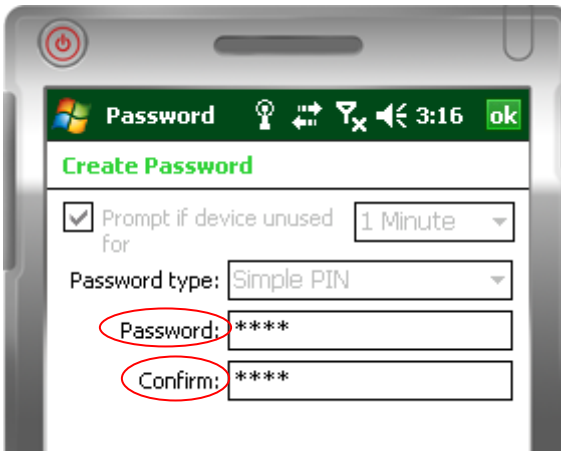 Password 3:16 ok
Create Password
Prompt if device unused for 1 Minute
Password type: Simple PIN
Password: ****
Confirm: ****